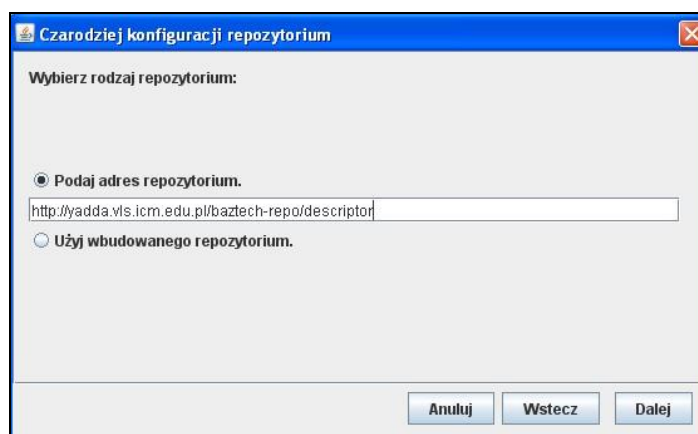 Czarodziej konfiguracji repozytorium
Wybierz rodzaj repozytorium:
Podaj adres repozytorium.
http://yadda.vls.icm.edu.pl/baztech-repo/descriptor
Użyj wbudowanego repozytorium.
Anuluj Wstecz Dalej